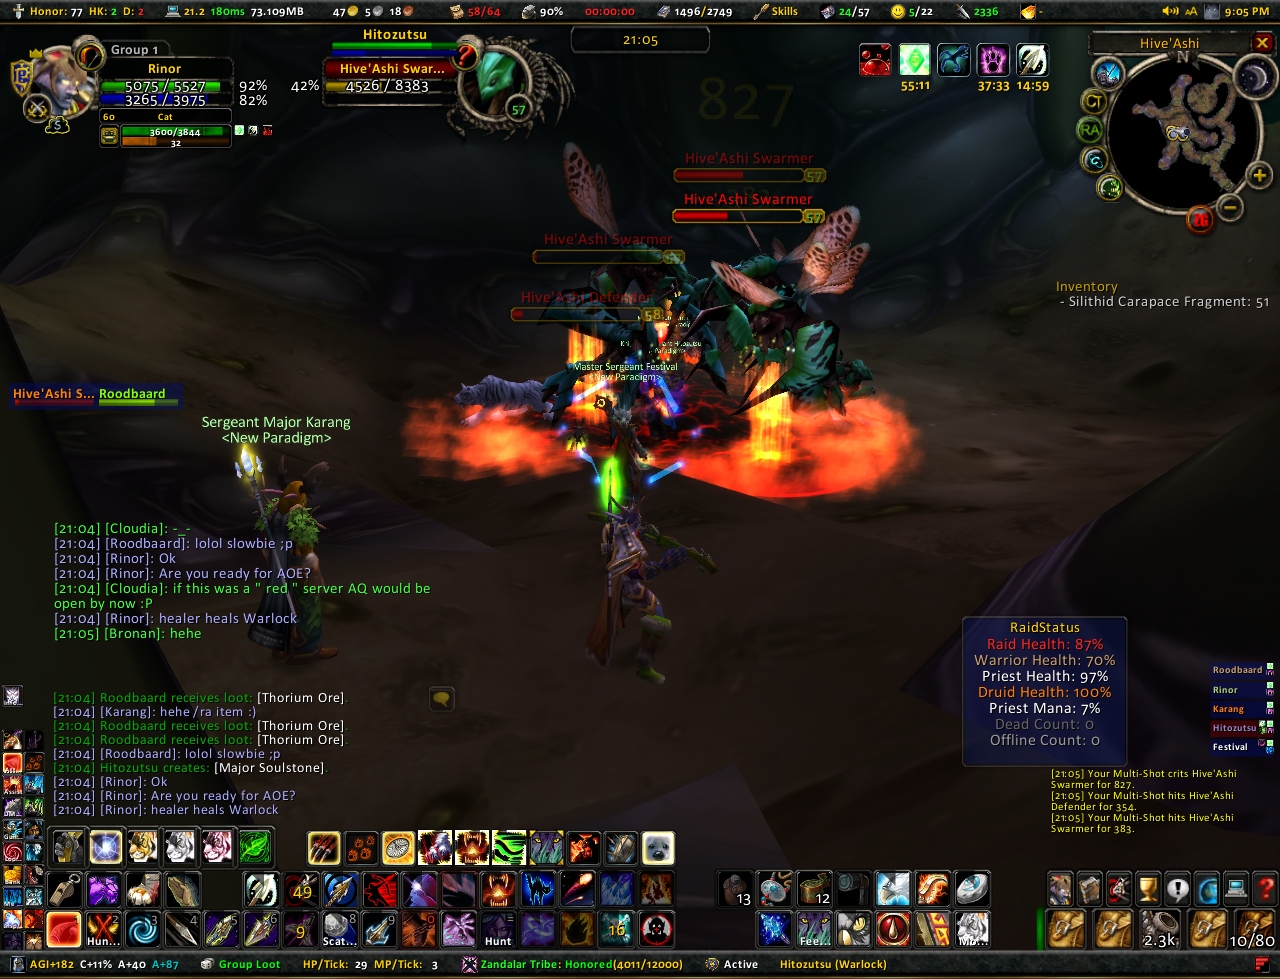 Honor: 77 HK: 2 D: 2 21.2 180ms 73.109MB 47 5 18 58/64 90% 00:00:00 1496/2749 Skills 24/57 5/22 2336 - AA 9:05 PM
Group 1
Rinor
5075 / 5527 92%
3265 / 3975 82%
60 Cat
3600/3844
32
S
Hitozutsu
Hive'Ashi Swar...
42% 4526 / 8383
57
21:05
55:11 37:33 14:59
Hive'Ashi
N
CT
RA
827
Hive'Ashi Swarmer
57
Hive'Ashi Swarmer
57
Hive'Ashi Swarmer
Hive'Ashi Defender
58
Master Sergeant Festival
<New Paradigm>
Inventory
- Silithid Carapace Fragment: 51
Hive'Ashi S... Roodbaard
Sergeant Major Karang
<New Paradigm>
[21:04] [Cloudia]: -_-
[21:04] [Roodbaard]: lolol slowbie ;p
[21:04] [Rinor]: Ok
[21:04] [Rinor]: Are you ready for AOE?
[21:04] [Cloudia]: if this was a " red " server AQ would be
open by now :P
[21:04] [Rinor]: healer heals Warlock
[21:05] [Bronan]: hehe
RaidStatus
Raid Health: 87%
Warrior Health: 70%
Priest Health: 97%
Druid Health: 100%
Priest Mana: 7%
Dead Count: 0
Offline Count: 0
Roodbaard
Rinor
Karang
Hitozutsu
Festival
[21:04] Roodbaard receives loot: [Thorium Ore].
[21:04] [Karang]: hehe /ra item :)
[21:04] Roodbaard receives loot: [Thorium Ore].
[21:04] Roodbaard receives loot: [Thorium Ore].
[21:04] [Roodbaard]: lolol slowbie ;p
[21:04] Hitozutsu creates: [Major Soulstone].
[21:04] [Rinor]: Ok
[21:04] [Rinor]: Are you ready for AOE?
[21:04] [Rinor]: healer heals Warlock
[21:05] Your Multi-Shot crits Hive'Ashi
Swarmer for 827.
[21:05] Your Multi-Shot hits Hive'Ashi
Defender for 354.
[21:05] Your Multi-Shot hits Hive'Ashi
Swarmer for 383.
49
13 12
Hun... 9 Scat... Hunt 16 Fee... Mo...
2.3k 10/80
AGI+182 C+11% A+40 A+87 Group Loot HP/Tick: 29 MP/Tick: 3 Zandalar Tribe: Honored(4011/12000) Active Hitozutsu (Warlock)